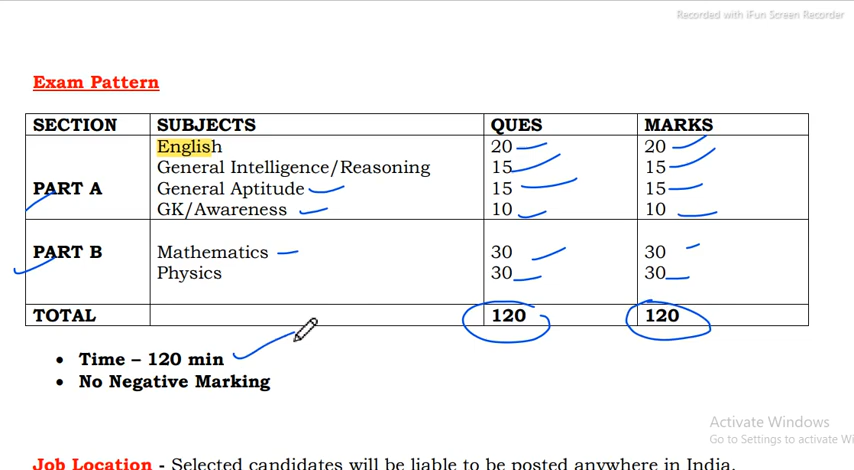 Recorded with iFun Screen Recorder
Exam Pattern
SECTION SUBJECTS QUES MARKS
English 20 20
General Intelligence/Reasoning 15 15
PART A General Aptitude 15 15
GK/Awareness 10 10
PART B Mathematics 30 30
Physics 30 30
TOTAL 120 120
• Time – 120 min
• No Negative Marking
Activate Windows
Go to Settings to activate Wi
Job Location - Selected candidates will be liable to be posted anywhere in India.